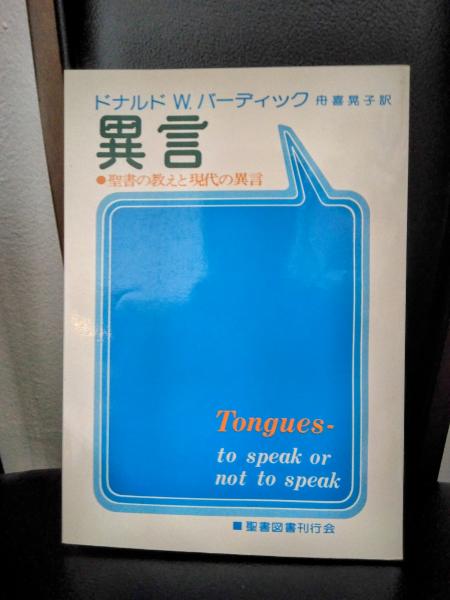 ドナルド W. バーディック 舟喜晃子訳
異言
●聖書の教えと現代の異言
Tongues-
to speak or
not to speak
■聖書図書刊行会